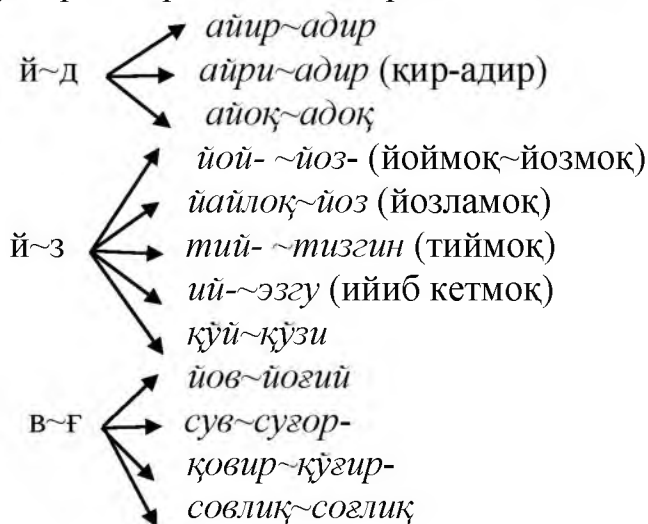 айир~адир
й~д
айри~адир (қир-адир)
айоқ~адоқ
йой- ~йоз- (йоймоқ~йозмоқ)
йайлоқ~йоз (йозламоқ)
й~з
тий- ~тизгин (тиймоқ)
ий-~эзгу (ийиб кетмоқ)
қўй~қўзи
йов~йоғий
в~ғ
сув~суғор-
қовир~қўғир-
совлиқ~соғлиқ